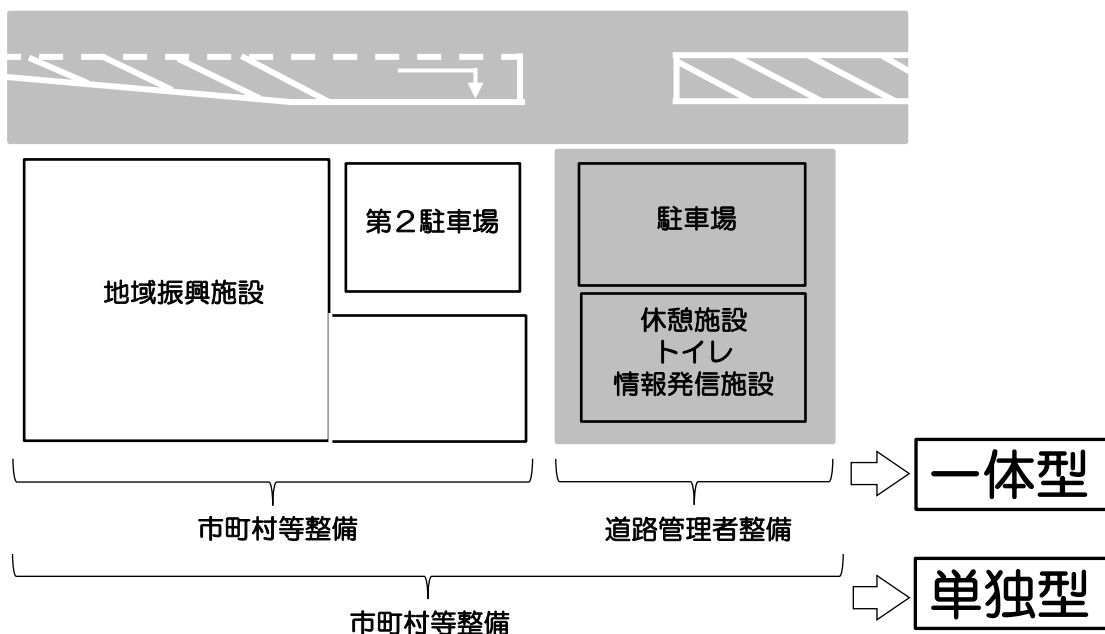 第２駐車場
駐車場
地域振興施設
休憩施設
トイレ
情報発信施設
一体型
市町村等整備
道路管理者整備
単独型
市町村等整備